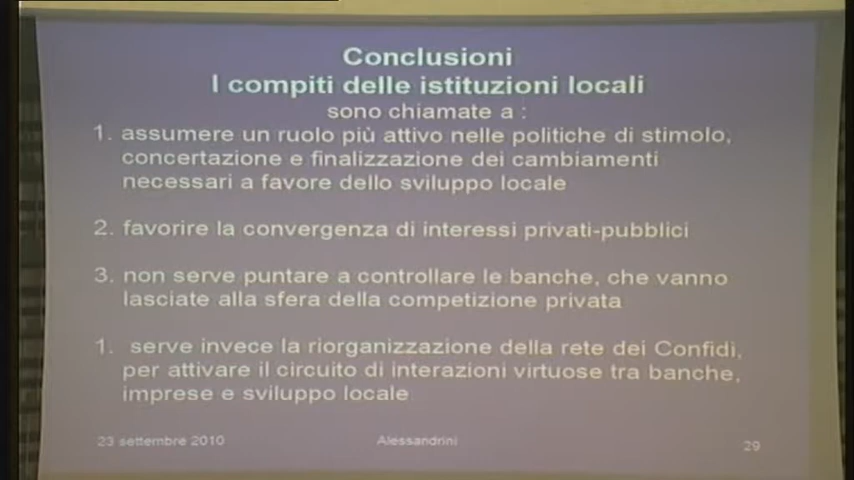 Conclusioni
I compiti delle istituzioni locali
sono chiamate a :
1. assumere un ruolo più attivo nelle politiche di stimolo,
concertazione e finalizzazione dei cambiamenti
necessari a favore dello sviluppo locale
2. favorire la convergenza di interessi privati-pubblici
3. non serve puntare a controllare le banche, che vanno
lasciate alla sfera della competizione privata
1. serve invece la riorganizzazione della rete dei Confidi,
per attivare il circuito di interazioni virtuose tra banche,
imprese e sviluppo locale
23 settembre 2010
Alessandrini
29